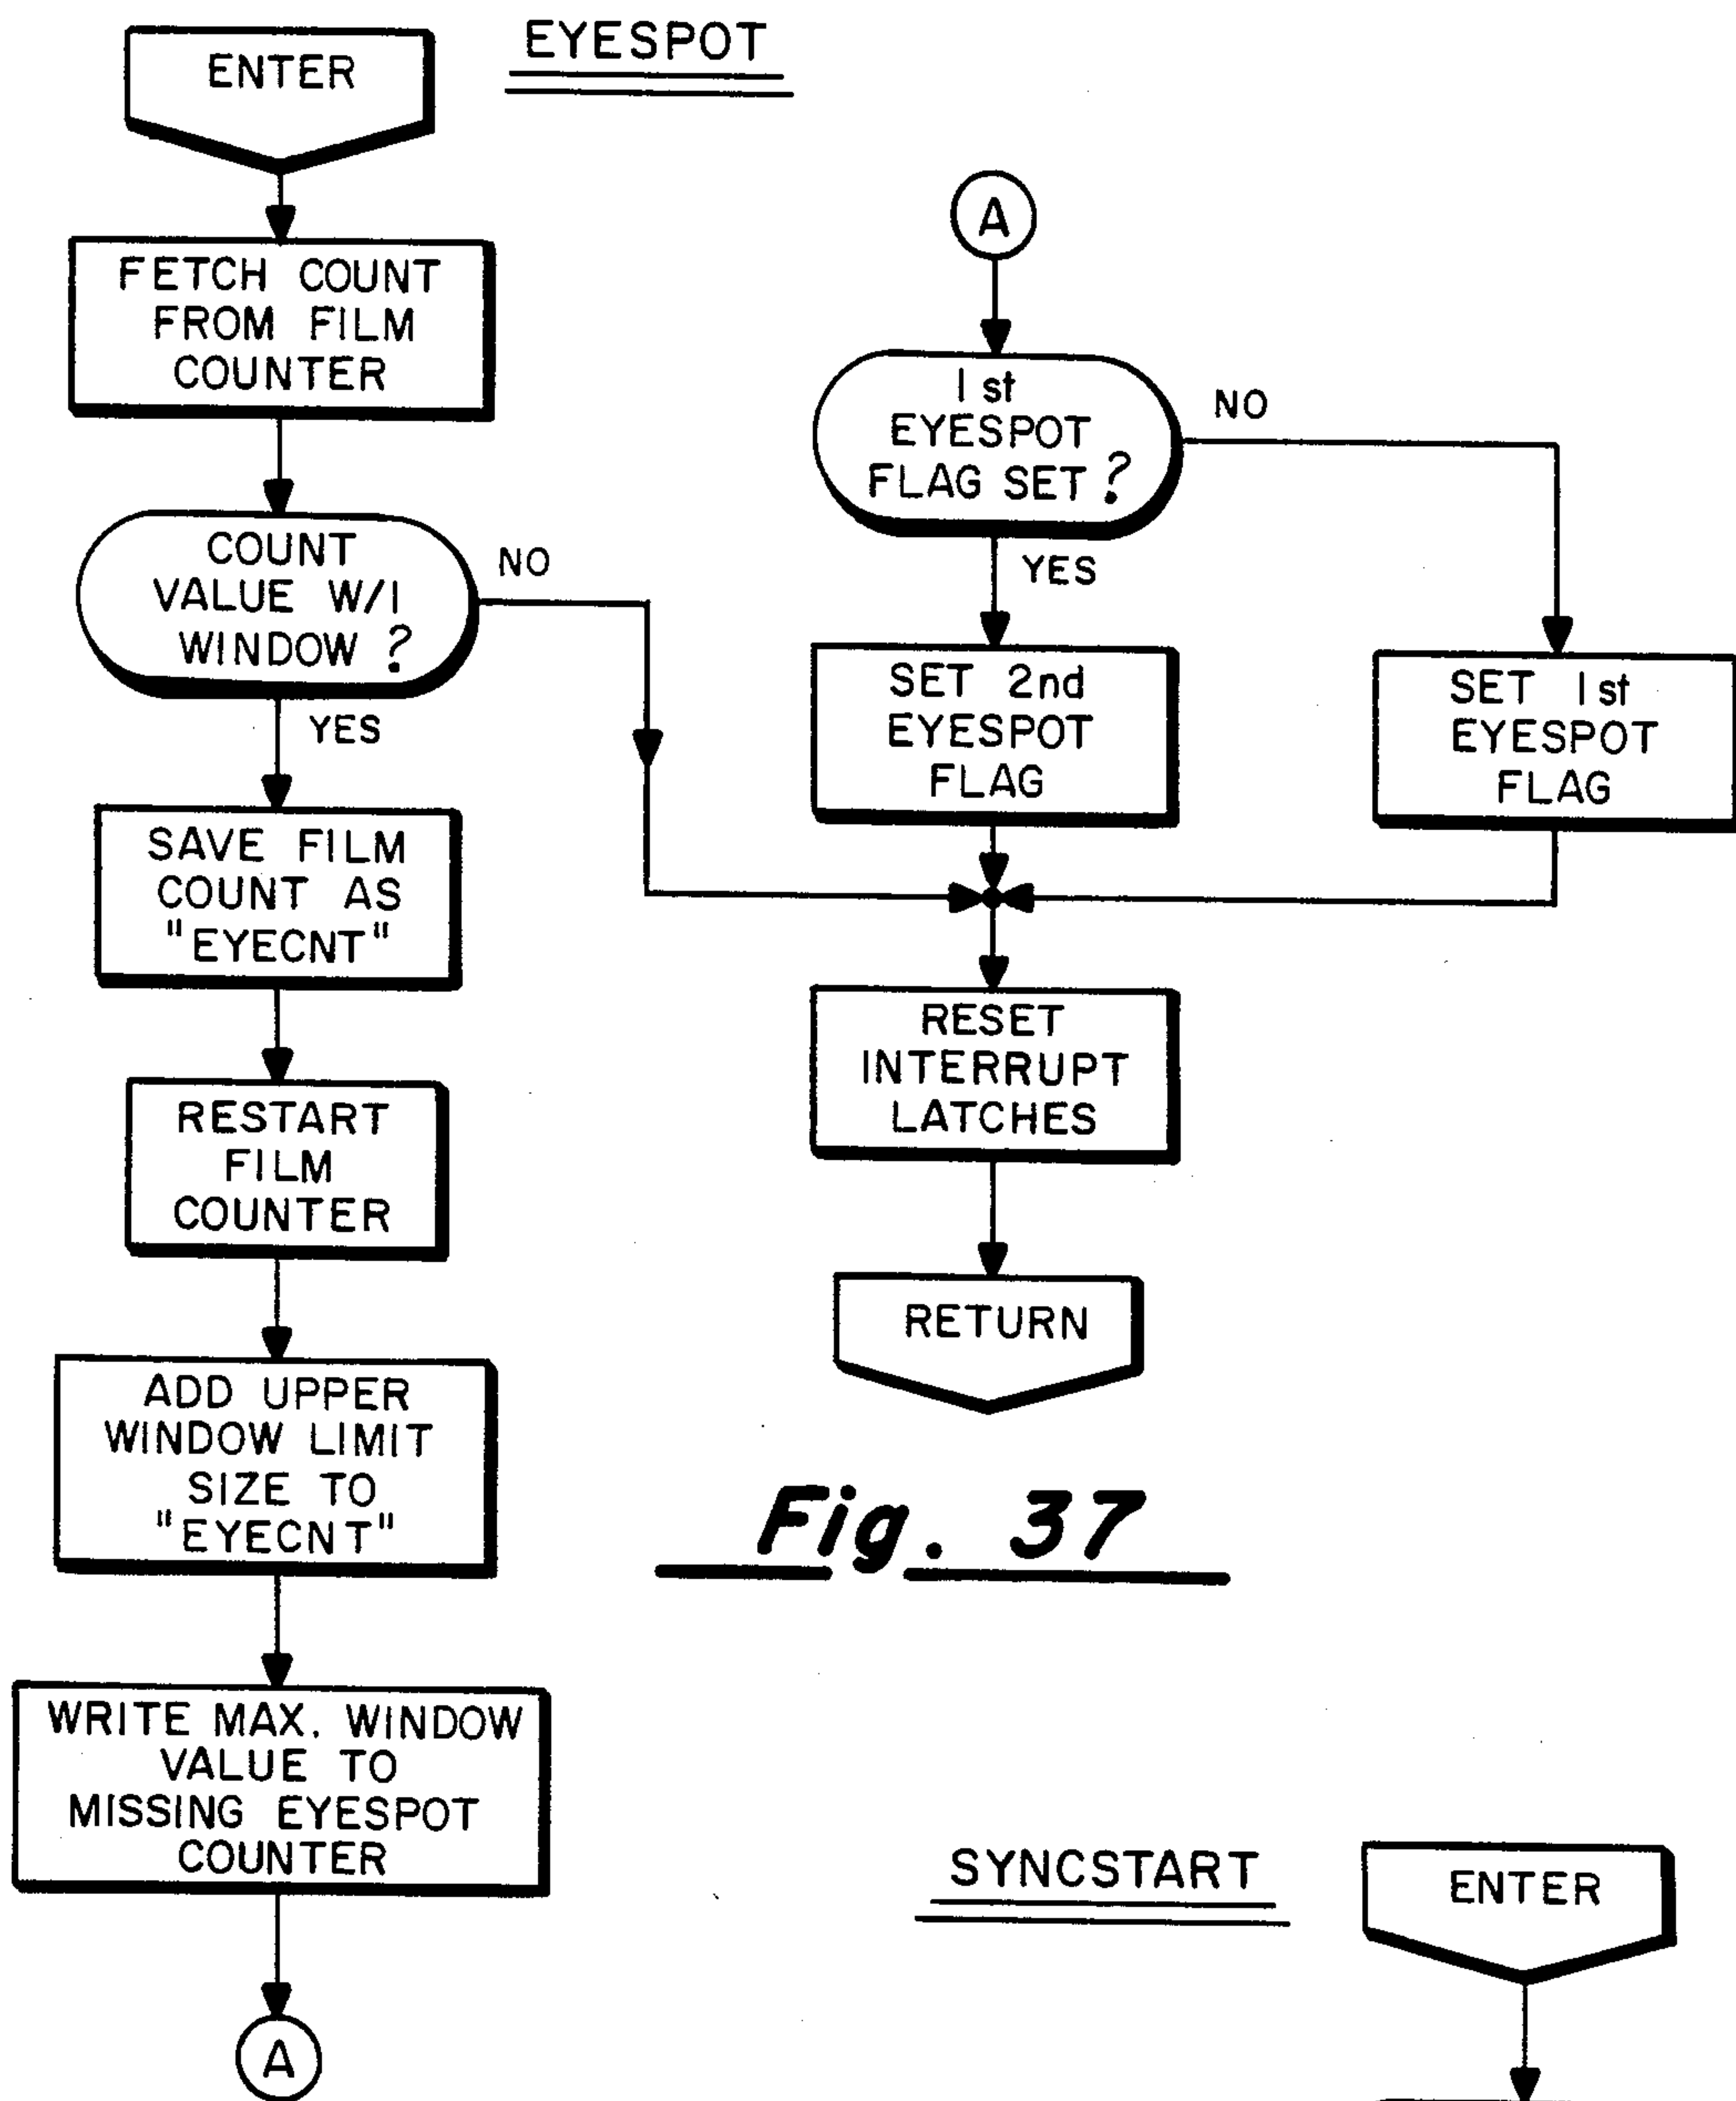 EYESPOT
ENTER
FETCH COUNT
FROM FILM
COUNTER
COUNT
VALUE W/I
WINDOW ?
NO
YES
SAVE FILM
COUNT AS
"EYECNT"
RESTART
FILM
COUNTER
ADD UPPER
WINDOW LIMIT
SIZE TO
"EYECNT"
WRITE MAX. WINDOW
VALUE TO
MISSING EYESPOT
COUNTER
A
A
1st
EYESPOT
FLAG SET ?
NO
YES
SET 2nd
EYESPOT
FLAG
SET 1st
EYESPOT
FLAG
RESET
INTERRUPT
LATCHES
RETURN
Fig. 37
SYNCSTART
ENTER